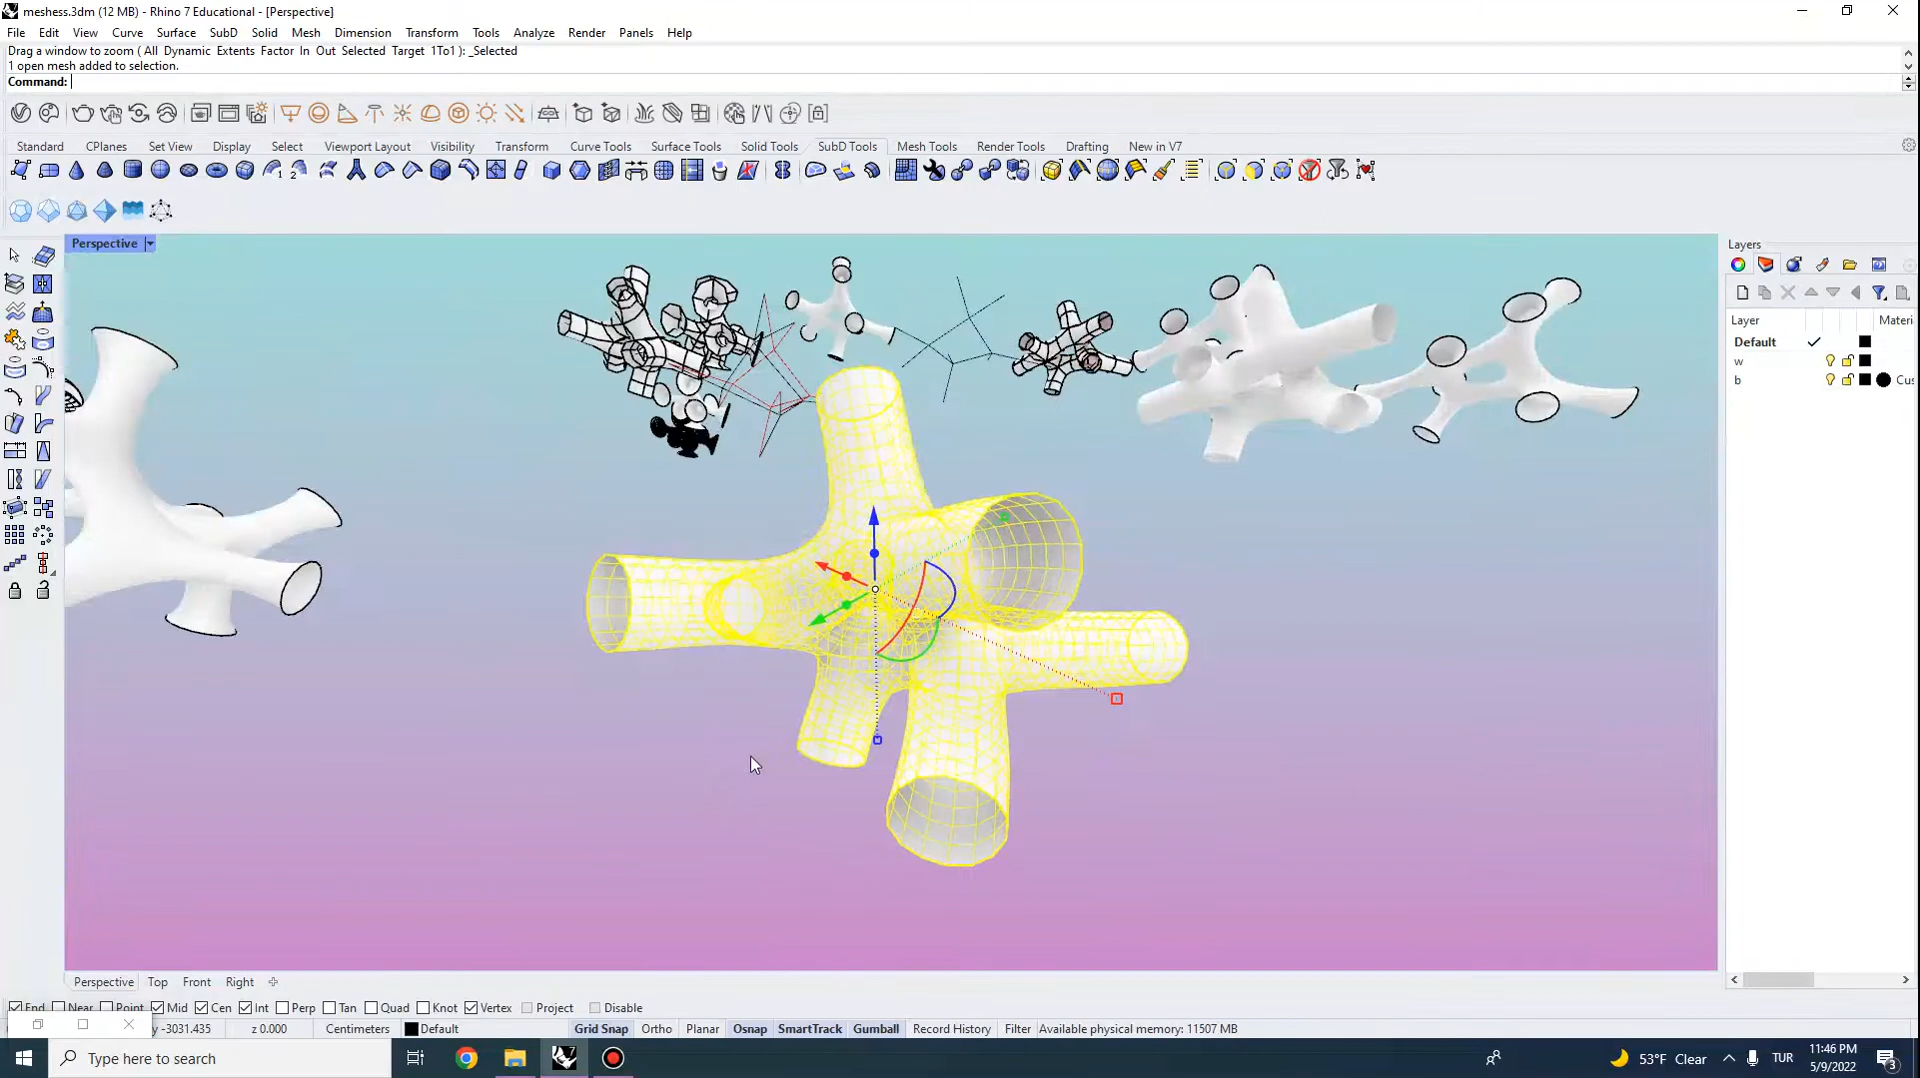 meshess.3dm (12 MB) - Rhino 7 Educational - [Perspective]
File Edit View Curve Surface SubD Solid Mesh Dimension Transform Tools Analyze Render Panels Help
Drag a window to zoom ( All Dynamic Extents Factor In Out Selected Target 1To1 ): _Selected
1 open mesh added to selection.
Command:
Standard CPlanes Set View Display Select Viewport Layout Visibility Transform Curve Tools Surface Tools Solid Tools SubD Tools Mesh Tools Render Tools Drafting New in V7
Perspective
Layers
Layer Materi
Default
w
b Cus
Perspective Top Front Right
End Near Point Mid Cen Int Perp Tan Quad Knot Vertex Project Disable
y -3031.435 z 0.000 Centimeters Default Grid Snap Ortho Planar Osnap SmartTrack Gumball Record History Filter Available physical memory: 11507 MB
Type here to search
53°F Clear
TUR
11:46 PM
5/9/2022
3